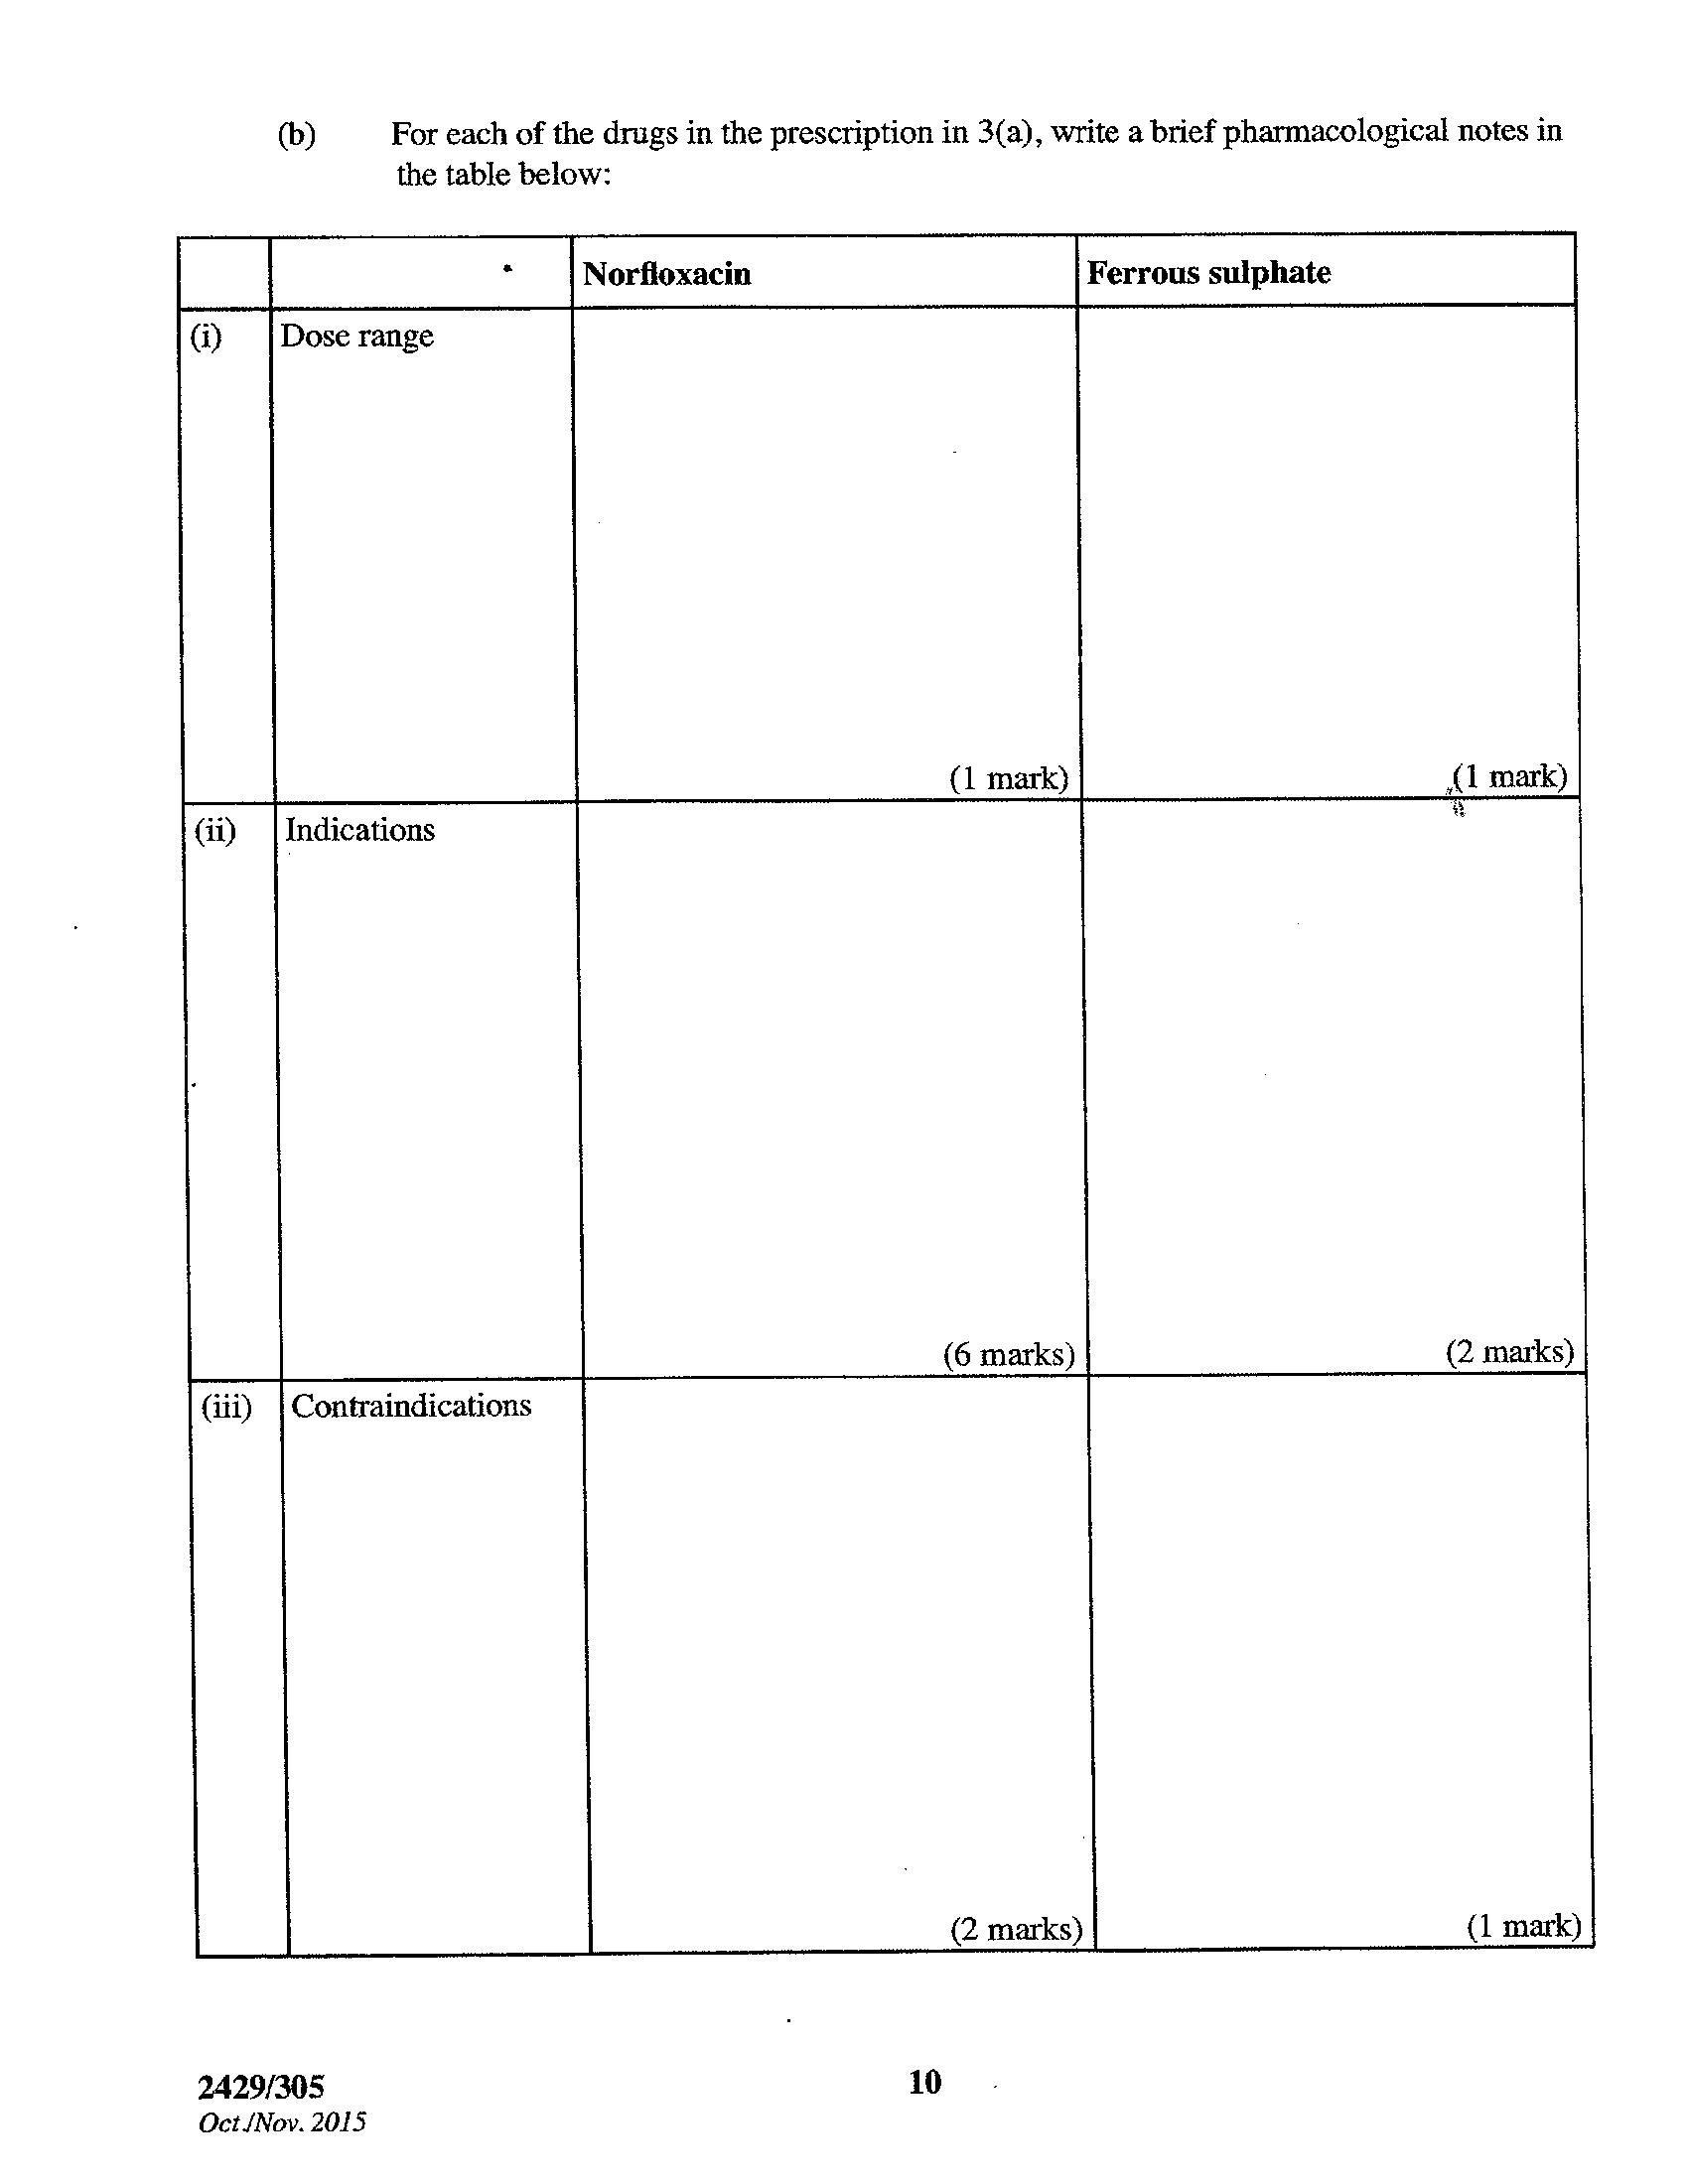 (b) For each of the drugs in the prescription in 3(a), write a brief pharmacological notes in
the table below:
Norfloxacin Ferrous sulphate
(i) Dose range
(1 mark) (1 mark)
(ii) Indications
(6 marks) (2 marks)
(iii) Contraindications
(2 marks) (1 mark)
2429/305 10
Oct./Nov. 2015